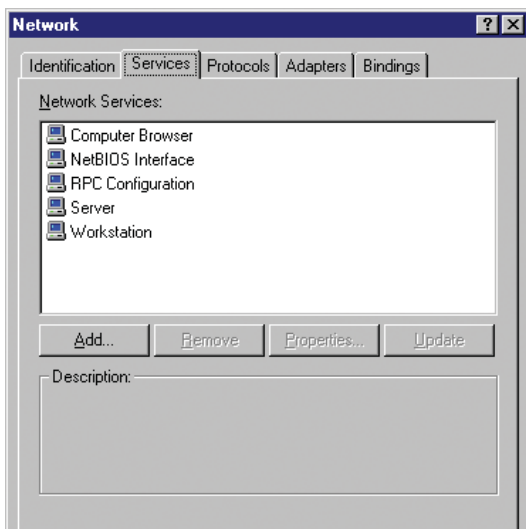 Network
Identification Services Protocols Adapters Bindings
Network Services:
Computer Browser
NetBIOS Interface
RPC Configuration
Server
Workstation
Add... Remove Properties... Update
Description: